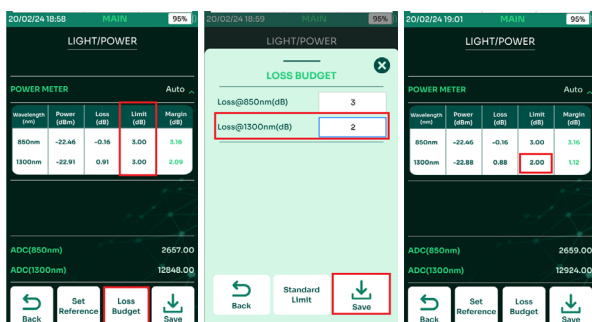 20/02/24 18:58 MAIN 95%
LIGHT/POWER
POWER METER Auto
Wavelength (nm) Power (dBm) Loss (dB) Limit (dB) Margin (dB)
850nm -22.46 -0.16 3.00 3.16
1300nm -22.91 0.91 3.00 2.09
ADC(850nm) 2657.00
ADC(1300nm) 12848.00
Back Set Reference Loss Budget Save
20/02/24 18:59 MAIN 95%
LIGHT/POWER
LOSS BUDGET
Loss@850nm(dB) 3
Loss@1300nm(dB) 2
Back Standard Limit Save
20/02/24 19:01 MAIN 95%
LIGHT/POWER
POWER METER Auto
Wavelength (nm) Power (dBm) Loss (dB) Limit (dB) Margin (dB)
850nm -22.46 -0.16 3.00 3.16
1300nm -22.88 0.88 2.00 1.12
ADC(850nm) 2659.00
ADC(1300nm) 12924.00
Back Set Reference Loss Budget Save